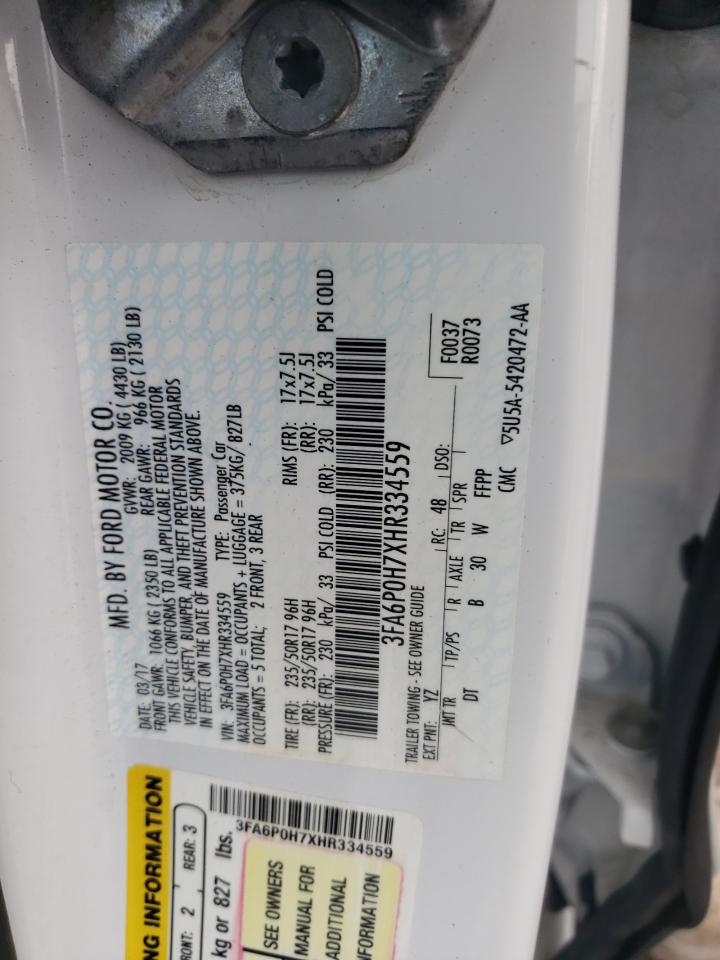 MFD. BY FORD MOTOR CO.
DATE: 03/17 GVWR: 2009 KG ( 4430 LB)
FRONT GAWR: 1066 KG ( 2350 LB) REAR GAWR: 966 KG ( 2130 LB)
THIS VEHICLE CONFORMS TO ALL APPLICABLE FEDERAL MOTOR
VEHICLE SAFETY, BUMPER, AND THEFT PREVENTION STANDARDS
IN EFFECT ON THE DATE OF MANUFACTURE SHOWN ABOVE.
VIN: 3FA6P0H7XHR334559 TYPE: Passenger Car
MAXIMUM LOAD = OCCUPANTS + LUGGAGE = 375KG/ 827LB
OCCUPANTS = 5 TOTAL; 2 FRONT, 3 REAR
TIRE (FR): 235/50R17 96H RIMS (FR): 17x7.5J
(RR): 235/50R17 96H (RR): 17x7.5J
PRESSURE (FR): 230 kPa/ 33 PSI COLD (RR): 230 kPa/ 33 PSI COLD
3FA6P0H7XHR334559
TRAILER TOWING - SEE OWNER GUIDE
F0037
EXT PNT: YZ RC: 48 DSO: R0073
INT TR TP/PS R AXLE TR SPR
DT B 30 W FFPP
CMC ▽5U5A-5420472-AA
NG INFORMATION
FRONT: 2 REAR: 3
kg or 827 lbs.
3FA6P0H7XHR334559
SEE OWNERS
MANUAL FOR
ADDITIONAL
INFORMATION